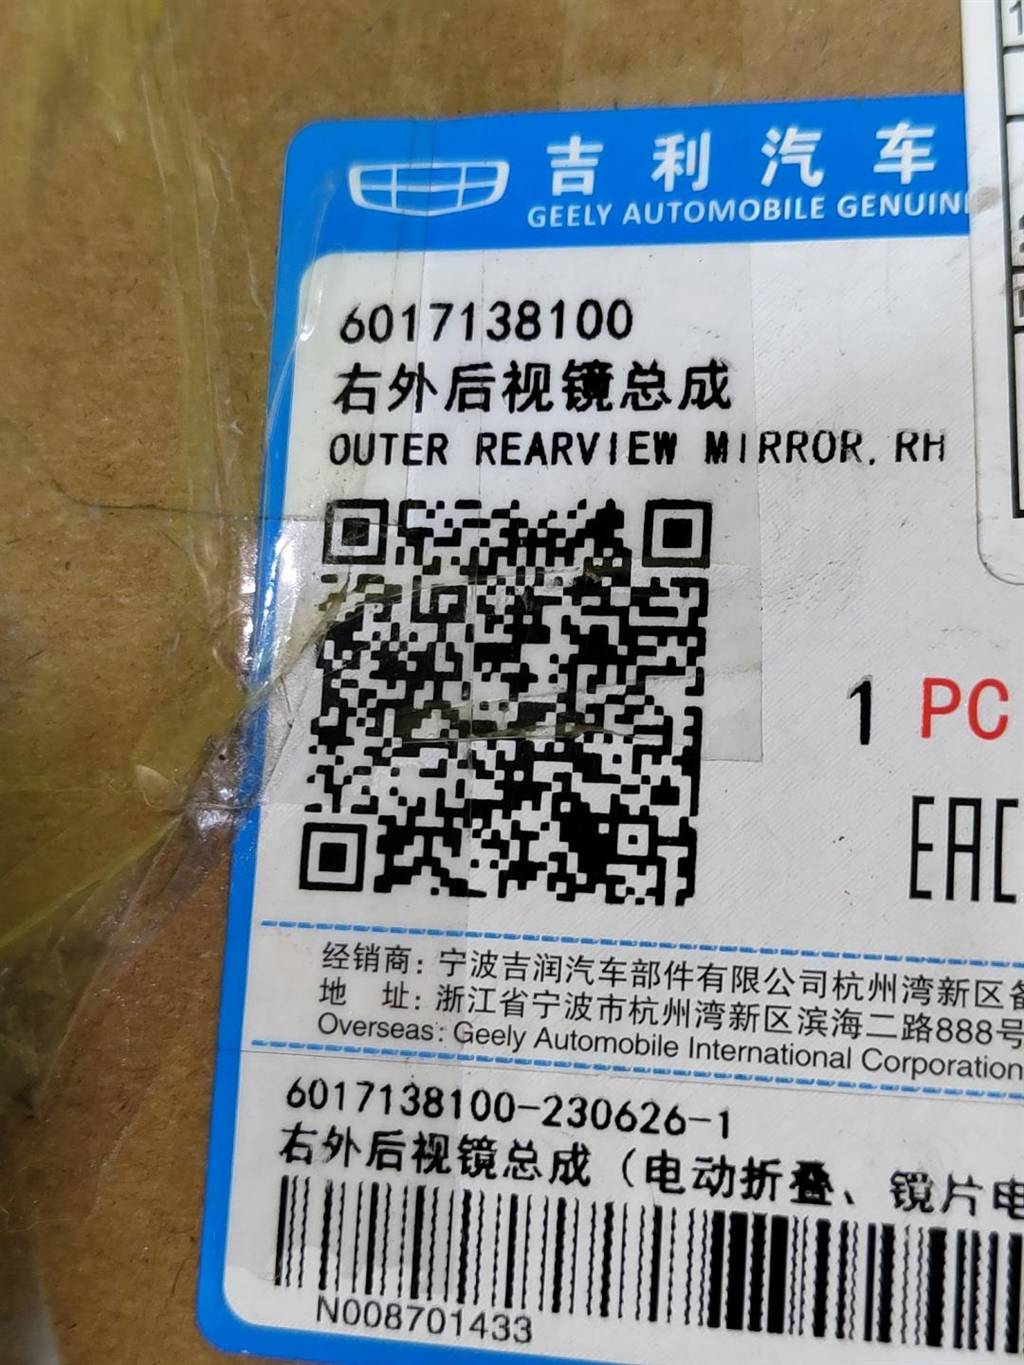 吉利汽车
GEELY AUTOMOBILE GENUIN
6017138100
右外后视镜总成
OUTER REARVIEW MIRROR, RH
1 PC
EAC
经销商：宁波吉润汽车部件有限公司杭州湾新区备
地 址：浙江省宁波市杭州湾新区滨海二路888号
Overseas: Geely Automobile International Corporation
6017138100-230626-1
右外后视镜总成（电动折叠、镜片电
N008701433